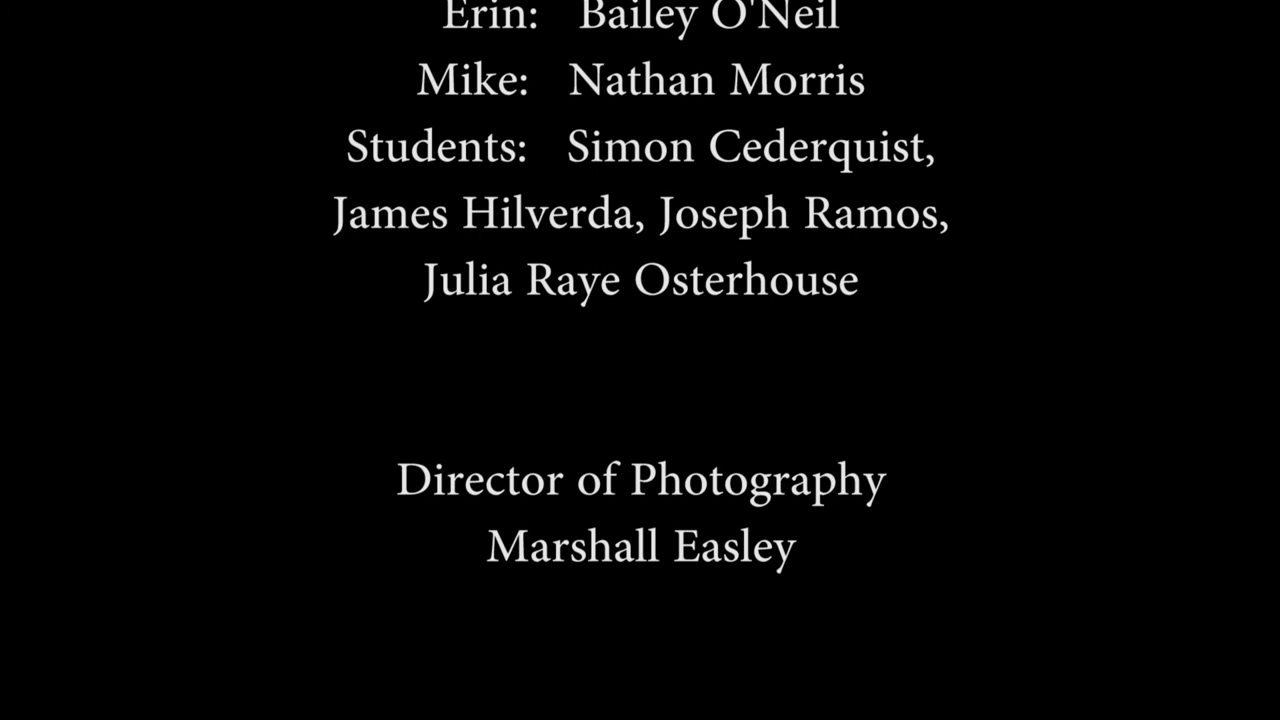 Erin: Bailey O'Neil
Mike: Nathan Morris
Students: Simon Cederquist,
James Hilverda, Joseph Ramos,
Julia Raye Osterhouse
Director of Photography
Marshall Easley